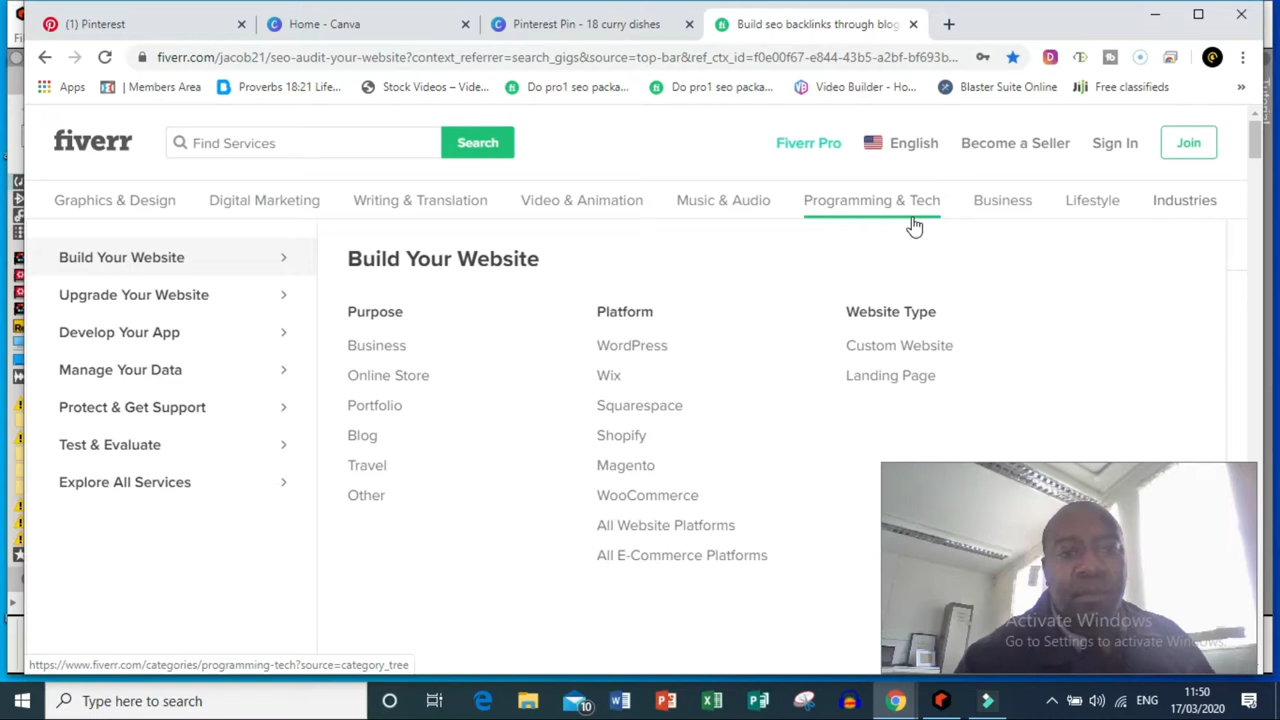 (1) Pinterest
Home - Canva
Pinterest Pin - 18 curry dishes
Build seo backlinks through blog
fiverr.com/jacob21/seo-audit-your-website?context_referrer=search_gigs&source=top-bar&ref_ctx_id=f0e00f67-e844-43b5-a2bf-bf693b...
Apps
| Members Area
Proverbs 18:21 Life...
Stock Videos – Vide...
Do pro1 seo packa...
Do pro1 seo packa...
Video Builder - Ho...
Blaster Suite Online
Jiji
Free classifieds
»
fiverr
Find Services
Search
Fiverr Pro
English
Become a Seller
Sign In
Join
Graphics & Design
Digital Marketing
Writing & Translation
Video & Animation
Music & Audio
Programming & Tech
Business
Lifestyle
Industries
Build Your Website
Upgrade Your Website
Develop Your App
Manage Your Data
Protect & Get Support
Test & Evaluate
Explore All Services
Build Your Website
Purpose
Business
Online Store
Portfolio
Blog
Travel
Other
Platform
WordPress
Wix
Squarespace
Shopify
Magento
WooCommerce
All Website Platforms
All E-Commerce Platforms
Website Type
Custom Website
Landing Page
Activate Windows
Go to Settings to activate Windows.
https://www.fiverr.com/categories/programming-tech?source=category_tree
Type here to search
10
ENG
11:50
17/03/2020